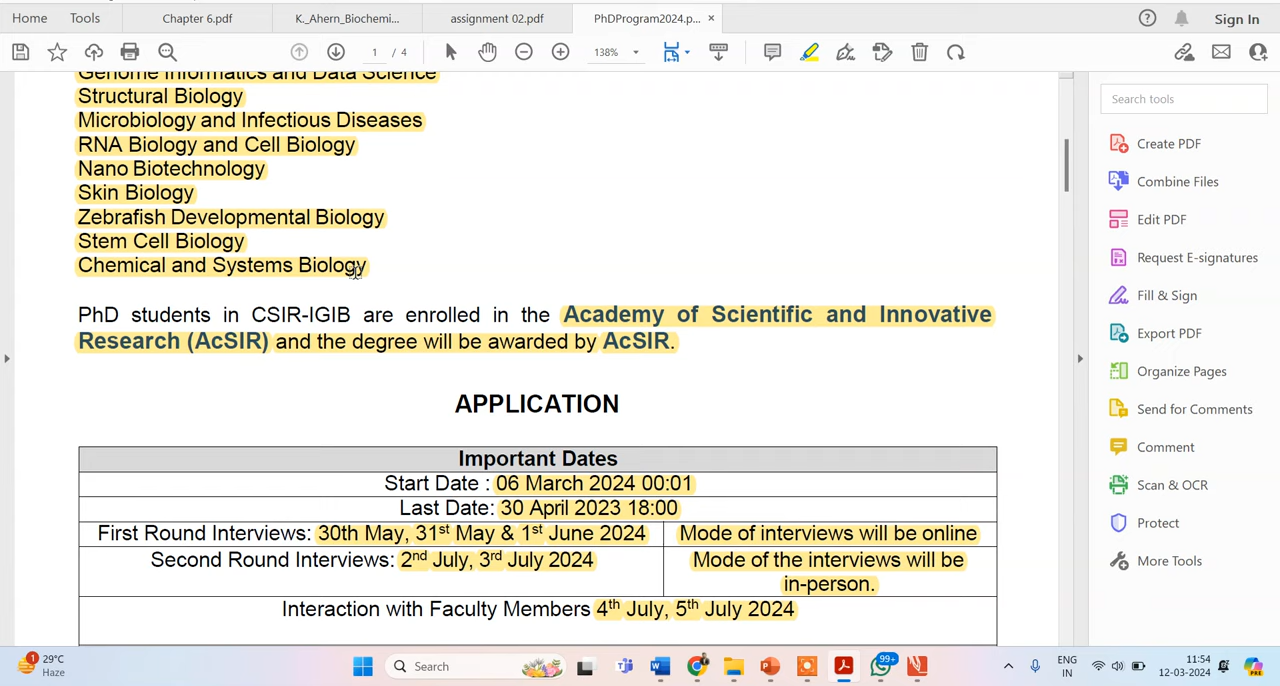 Home Tools Chapter 6.pdf K._Ahern_Biochemi... assignment 02.pdf PhDProgram2024.p... × Sign In
1 / 4 138%
Genome Informatics and Data Science
Structural Biology
Microbiology and Infectious Diseases
RNA Biology and Cell Biology
Nano Biotechnology
Skin Biology
Zebrafish Developmental Biology
Stem Cell Biology
Chemical and Systems Biology
PhD students in CSIR-IGIB are enrolled in the Academy of Scientific and Innovative
Research (AcSIR) and the degree will be awarded by AcSIR.
APPLICATION
Important Dates
Start Date : 06 March 2024 00:01
Last Date: 30 April 2023 18:00
First Round Interviews: 30th May, 31st May & 1st June 2024 Mode of interviews will be online
Second Round Interviews: 2nd July, 3rd July 2024 Mode of the interviews will be
in-person.
Interaction with Faculty Members 4th July, 5th July 2024
Search tools
Create PDF
Combine Files
Edit PDF
Request E-signatures
Fill & Sign
Export PDF
Organize Pages
Send for Comments
Comment
Scan & OCR
Protect
More Tools
1 29°C
Haze
Search
99+
ENG
IN
11:54
12-03-2024
PRE